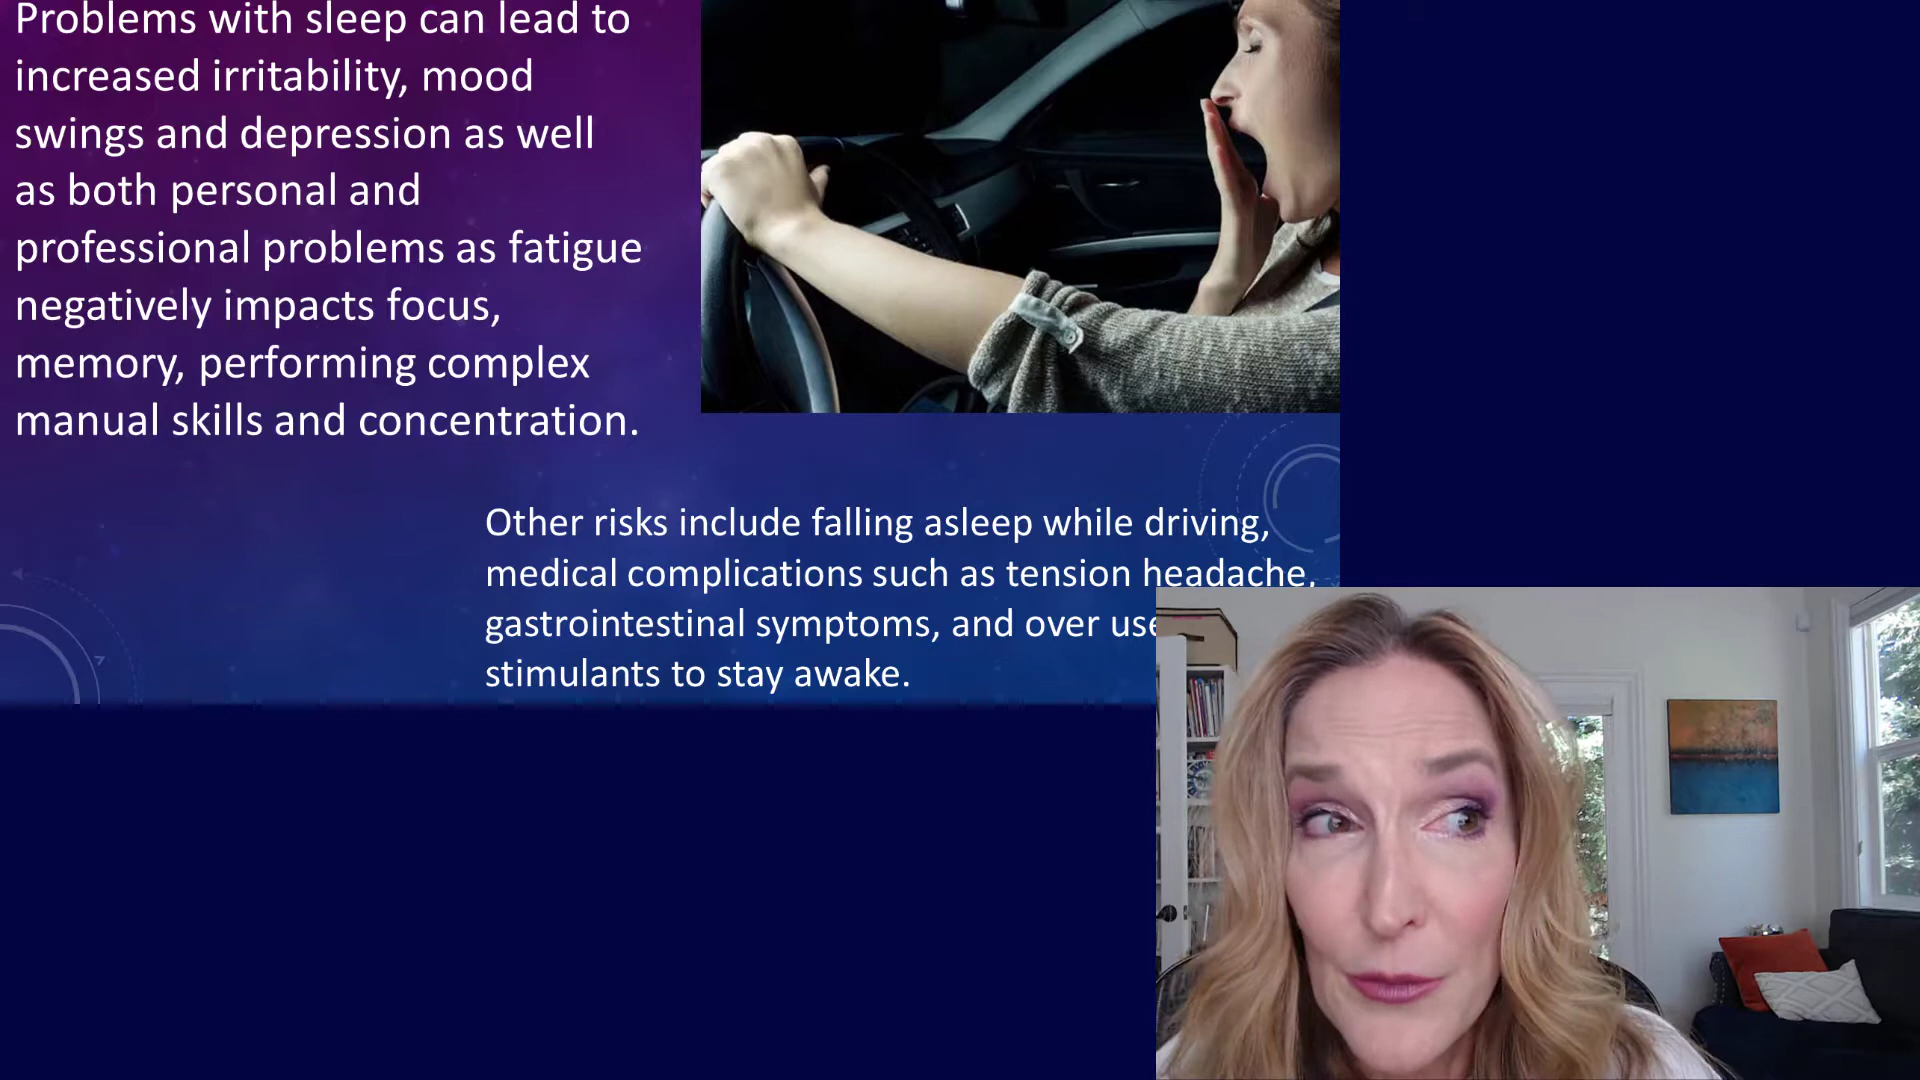 Problems with sleep can lead to
increased irritability, mood
swings and depression as well
as both personal and
professional problems as fatigue
negatively impacts focus,
memory, performing complex
manual skills and concentration.
Other risks include falling asleep while driving,
medical complications such as tension headache,
gastrointestinal symptoms, and over use
stimulants to stay awake.